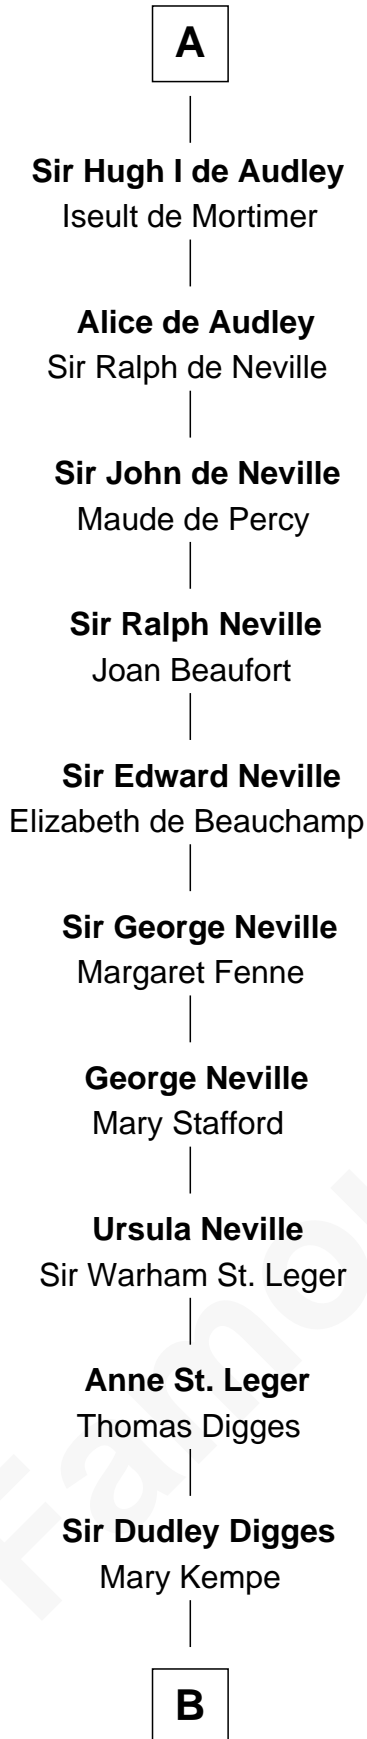 A
Sir Hugh I de Audley
Iseult de Mortimer
Alice de Audley
Sir Ralph de Neville
Sir John de Neville
Maude de Percy
Sir Ralph Neville
Joan Beaufort
Sir Edward Neville
Elizabeth de Beauchamp
Sir George Neville
Margaret Fenne
George Neville
Mary Stafford
Ursula Neville
Sir Warham St. Leger
Anne St. Leger
Thomas Digges
Sir Dudley Digges
Mary Kempe
B